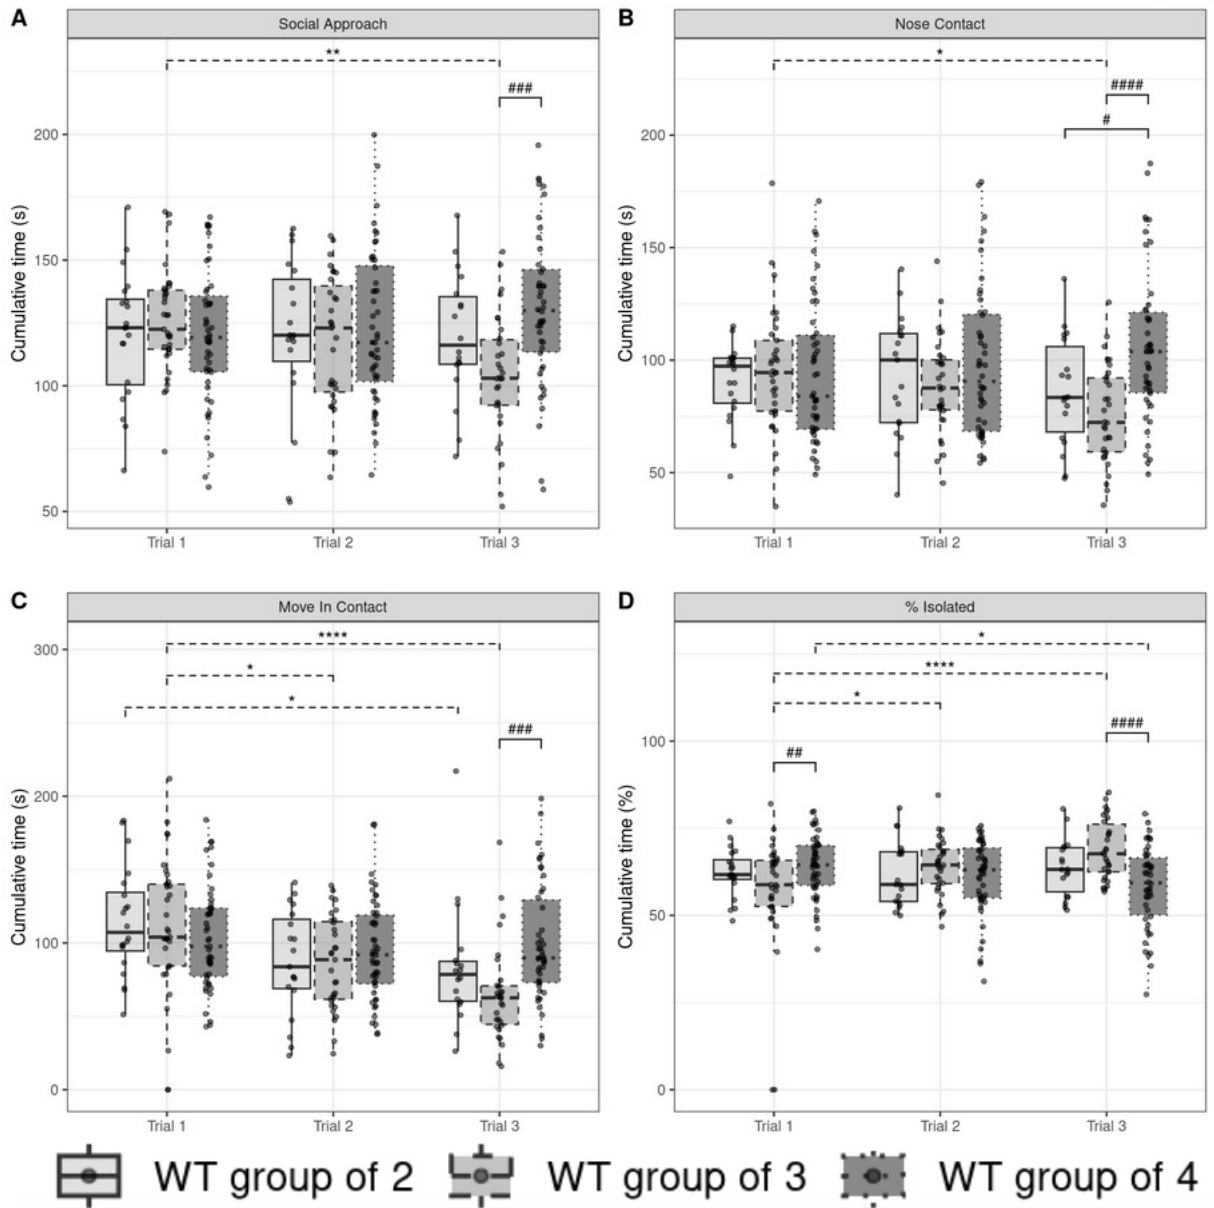 A
Social Approach
**
###
200
150
100
50
Cumulative time (s)
Trial 1 Trial 2 Trial 3
B
Nose Contact
*
####
#
200
150
100
50
Cumulative time (s)
Trial 1 Trial 2 Trial 3
C
Move In Contact
****
*
*
###
300
200
100
0
Cumulative time (s)
Trial 1 Trial 2 Trial 3
D
% Isolated
*
****
*
####
##
100
50
0
Cumulative time (%)
Trial 1 Trial 2 Trial 3
WT group of 2 WT group of 3 WT group of 4